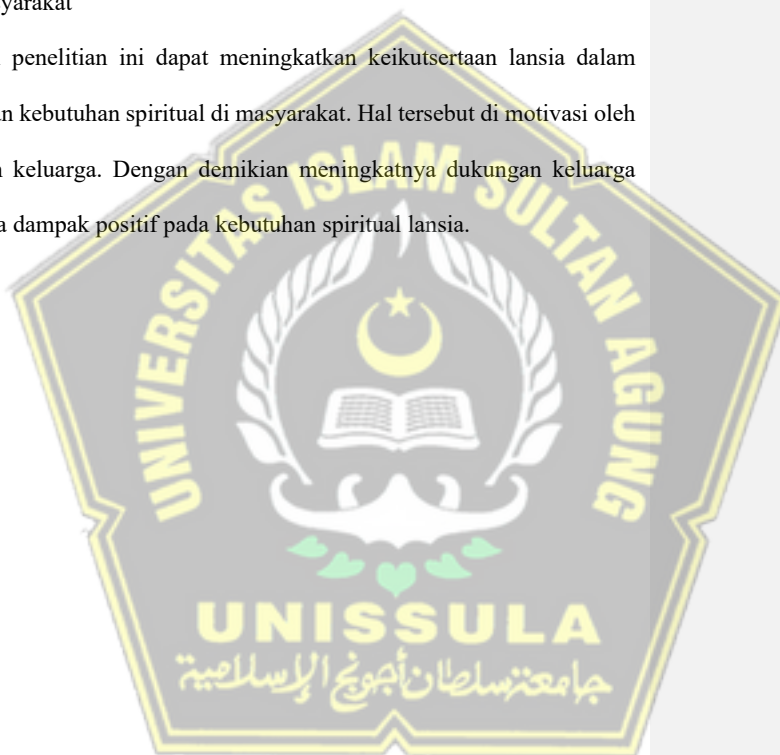 yarakat
penelitian ini dapat meningkatkan keikutsertaan lansia dalam
n kebutuhan spiritual di masyarakat. Hal tersebut di motivasi oleh
n keluarga. Dengan demikian meningkatnya dukungan keluarga
a dampak positif pada kebutuhan spiritual lansia.
UNIVERSITAS ISLAM SULTAN AGUNG
UNISSULA
جامعة سلطان أجونج الإسلامية